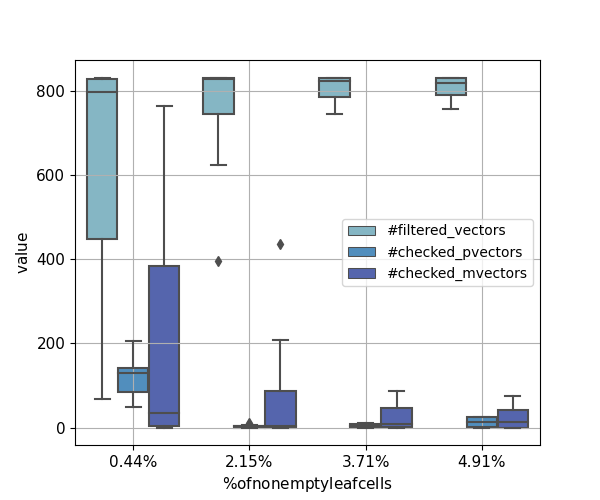 800
600
400
200
0
value
#filtered_vectors
#checked_pvectors
#checked_mvectors
0.44% 2.15% 3.71% 4.91%
%ofnonemptyleafcells